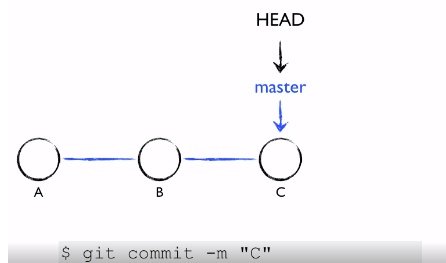 HEAD
master
A B C
$ git commit -m "C"